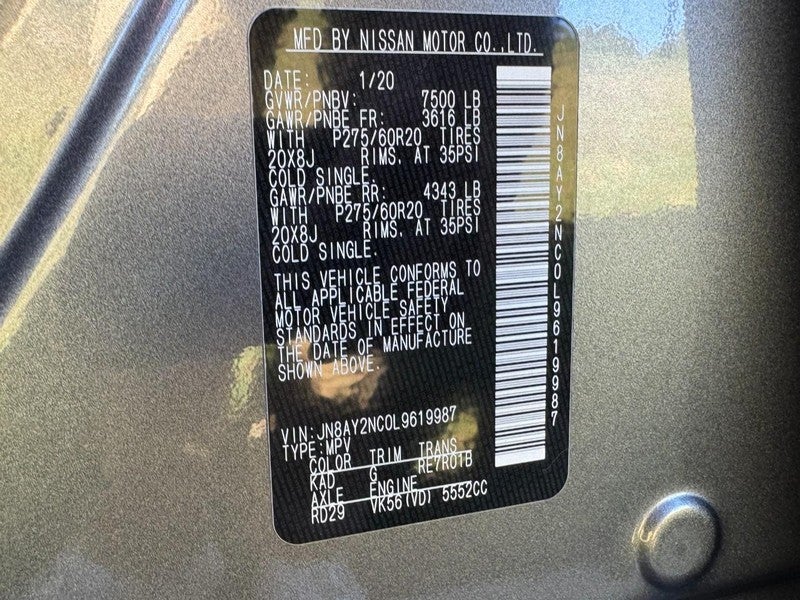 MFD BY NISSAN MOTOR CO.,LTD.
DATE: 1/20
GVWR/PNBV: 7500 LB
GAWR/PNBE FR: 3616 LB
WITH P275/60R20 TIRES
20X8J RIMS. AT 35PSI
COLD SINGLE.
GAWR/PNBE RR: 4343 LB
WITH P275/60R20 TIRES
20X8J RIMS. AT 35PSI
COLD SINGLE.
THIS VEHICLE CONFORMS TO
ALL APPLICABLE FEDERAL
MOTOR VEHICLE SAFETY
STANDARDS IN EFFECT ON
THE DATE OF MANUFACTURE
SHOWN ABOVE.
VIN: JN8AY2NC0L9619987
TYPE: MPV
COLOR TRIM TRANS
KAD G RE7R01B
AXLE ENGINE
RD29 VK56(VD) 5552CC
JN8AY2NC0L9619987